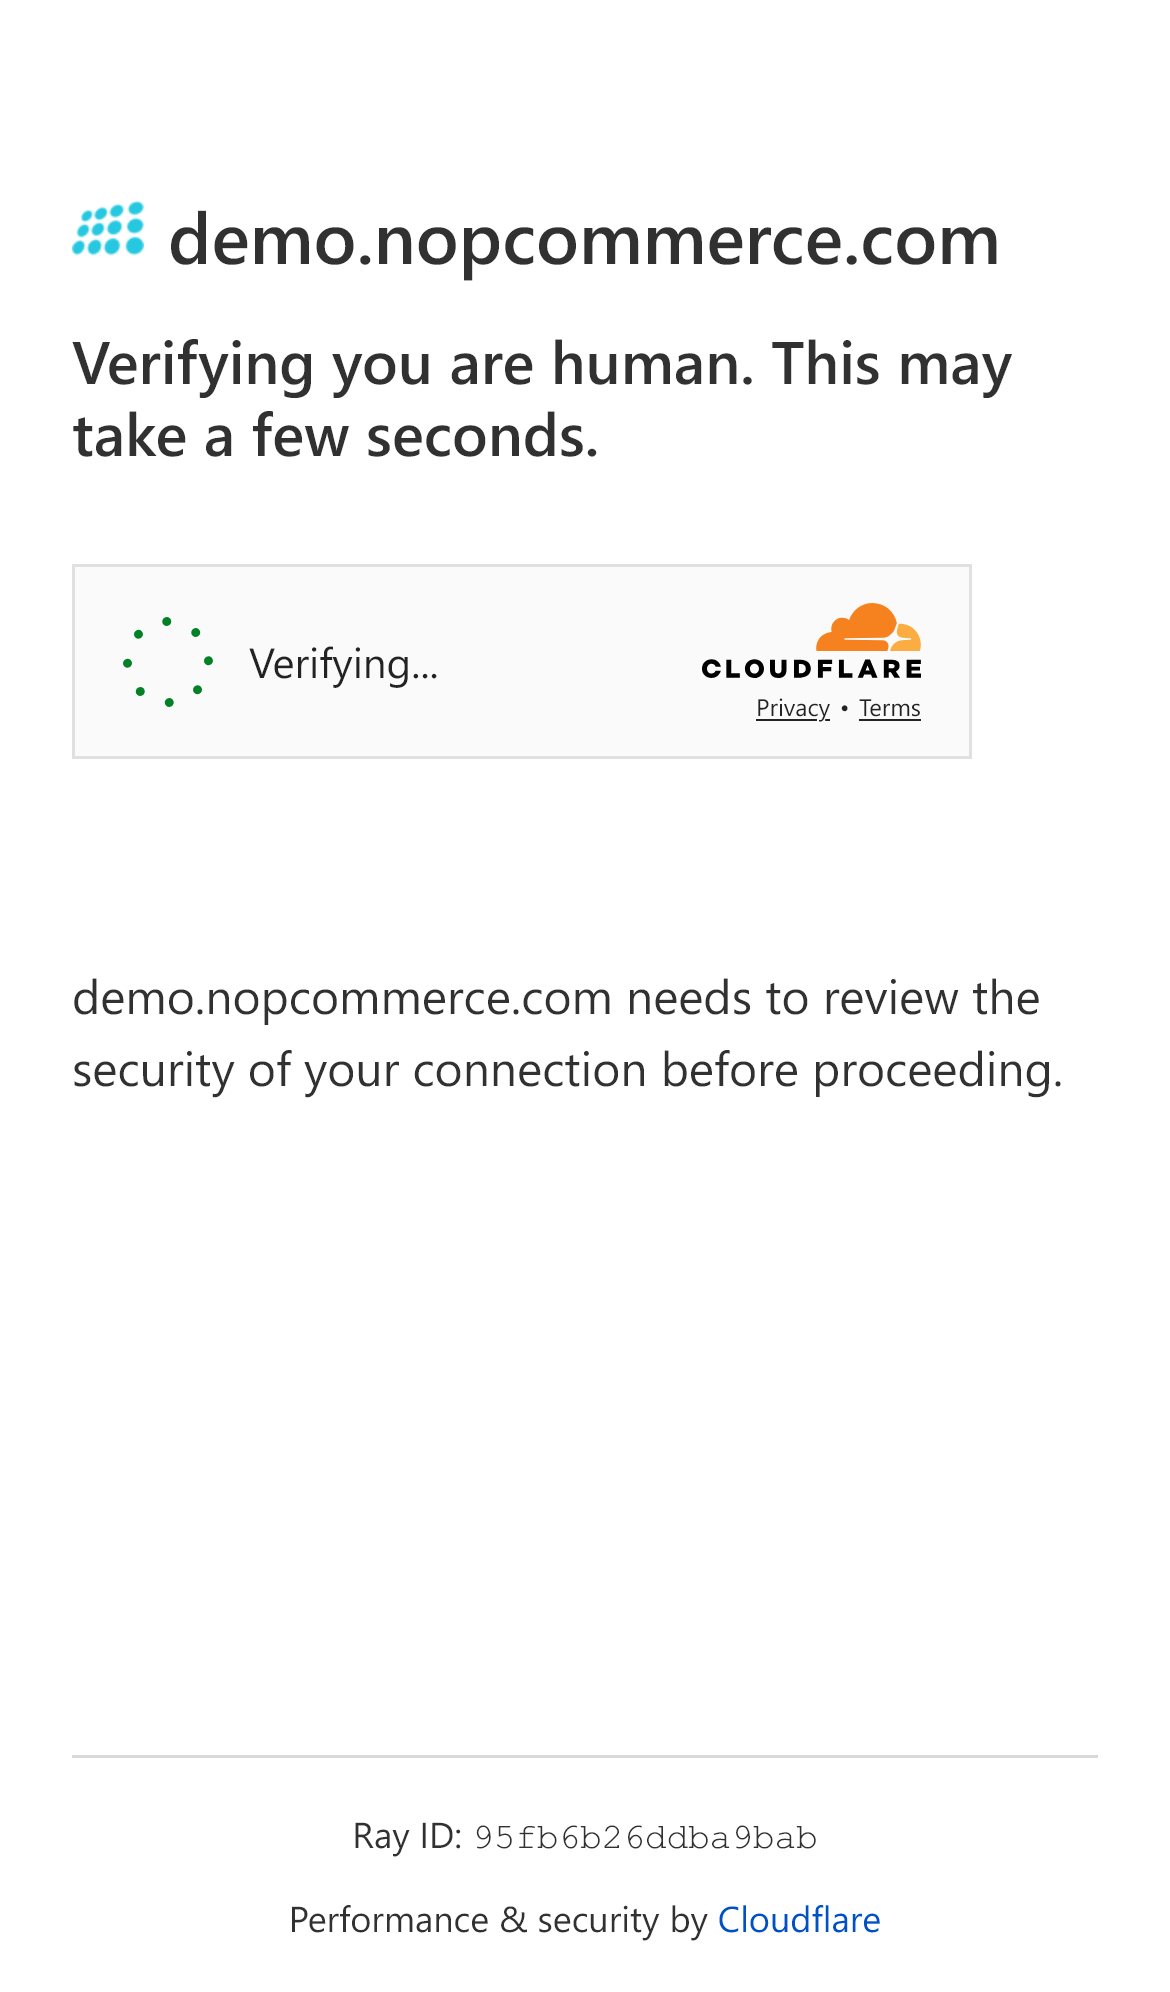 demo.nopcommerce.com
Verifying you are human. This may
take a few seconds.
Verifying...
CLOUDFLARE
Privacy • Terms
demo.nopcommerce.com needs to review the
security of your connection before proceeding.
Ray ID: 95fb6b26ddba9bab
Performance & security by Cloudflare